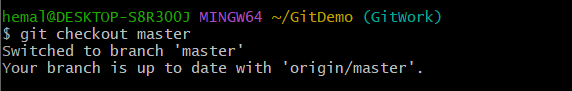 hemal@DESKTOP-S8R3OOJ MINGW64 ~/GitDemo (GitWork)
$ git checkout master
Switched to branch 'master'
Your branch is up to date with 'origin/master'.